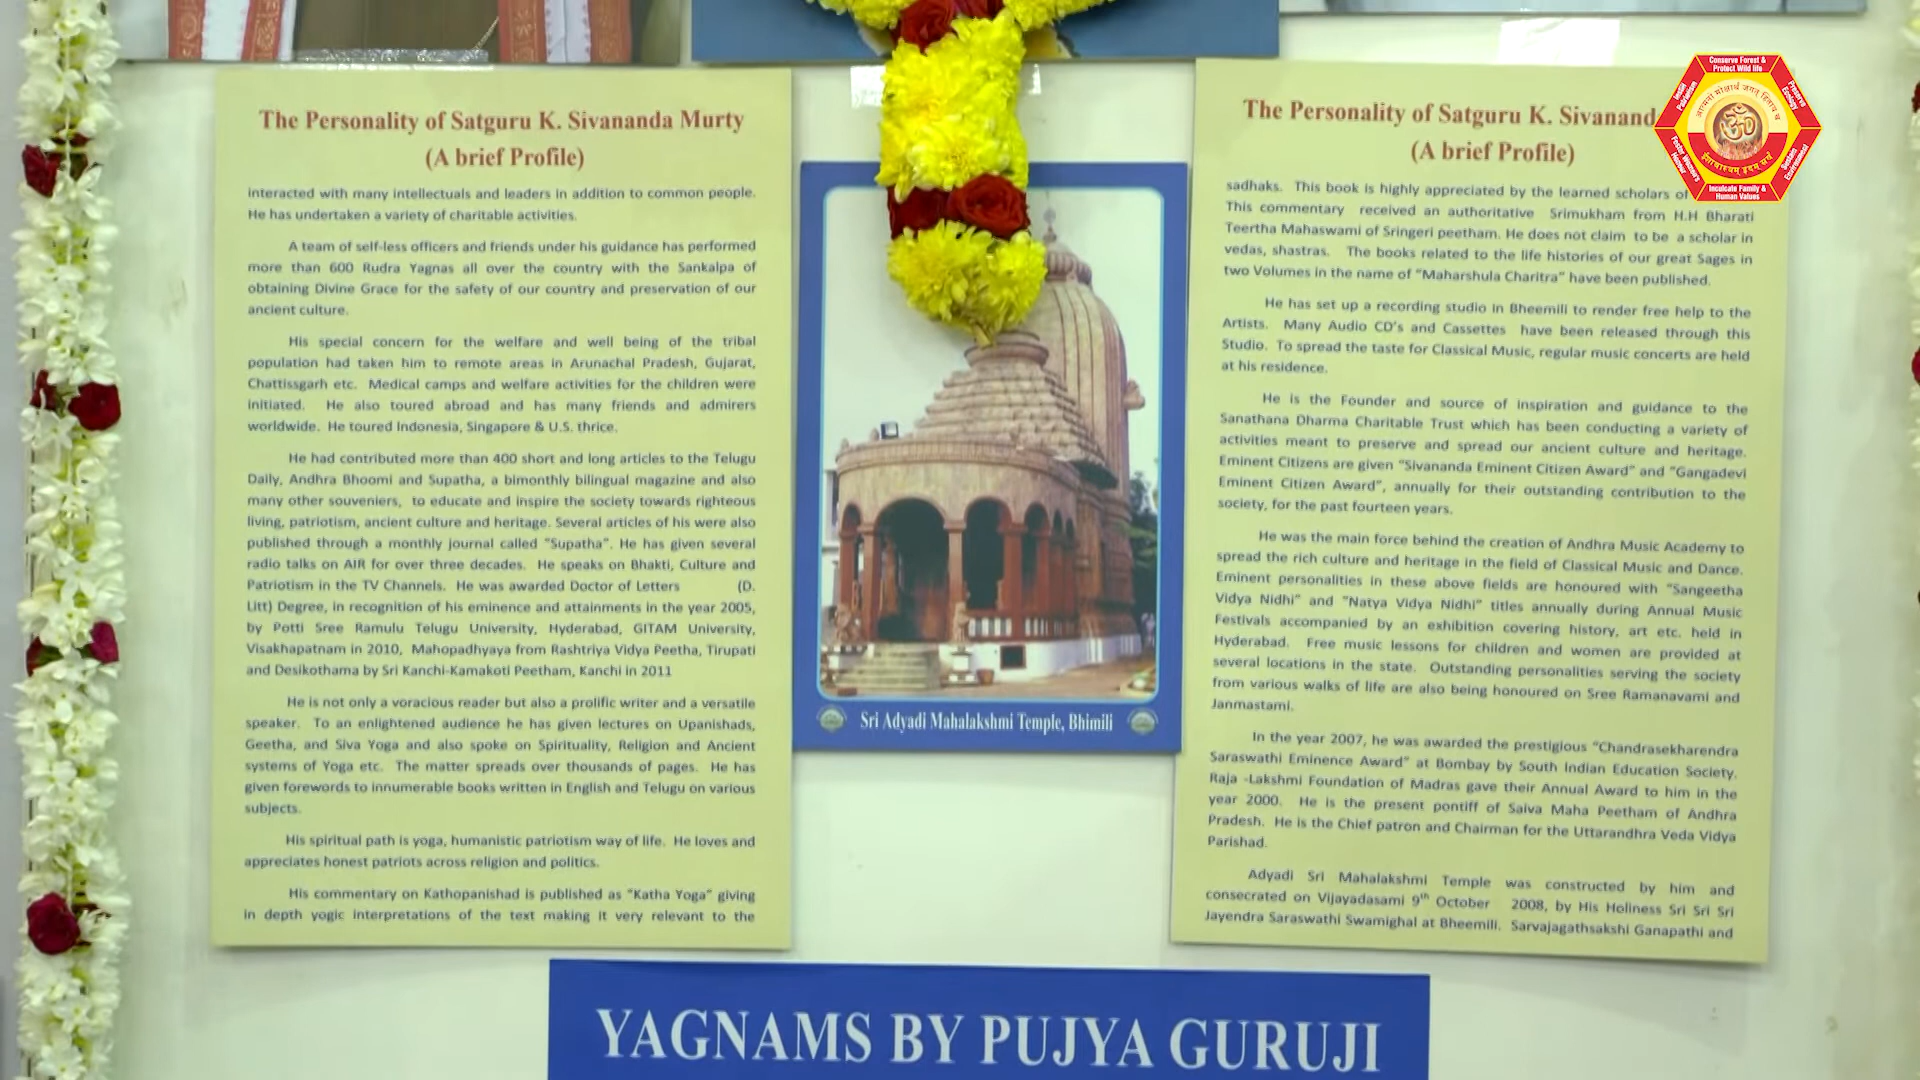 The Personality of Satguru K. Sivananda Murty
(A brief Profile)
interacted with many intellectuals and leaders in addition to common people.
He has undertaken a variety of charitable activities.
A team of self-less officers and friends under his guidance has performed
more than 600 Rudra Yagnas all over the country with the Sankalpa of
obtaining Divine Grace for the safety of our country and preservation of our
ancient culture.
His special concern for the welfare and well being of the tribal
population had taken him to remote areas in Arunachal Pradesh, Gujarat,
Chattissgarh etc. Medical camps and welfare activities for the children were
initiated. He also toured abroad and has many friends and admirers
worldwide. He toured Indonesia, Singapore & U.S. thrice.
He had contributed more than 400 short and long articles to the Telugu
Daily, Andhra Bhoomi and Supatha, a bimonthly bilingual magazine and also
many other souveniers, to educate and inspire the society towards righteous
living, patriotism, ancient culture and heritage. Several articles of his were also
published through a monthly journal called "Supatha". He has given several
radio talks on AIR for over three decades. He speaks on Bhakti, Culture and
Patriotism in the TV Channels. He was awarded Doctor of Letters (D.
Litt) Degree, in recognition of his eminence and attainments in the year 2005,
by Potti Sree Ramulu Telugu University, Hyderabad, GITAM University,
Visakhapatnam in 2010, Mahopadhyaya from Rashtriya Vidya Peetha, Tirupati
and Desikothama by Sri Kanchi-Kamakoti Peetham, Kanchi in 2011
He is not only a voracious reader but also a prolific writer and a versatile
speaker. To an enlightened audience he has given lectures on Upanishads,
Geetha, and Siva Yoga and also spoke on Spirituality, Religion and Ancient
systems of Yoga etc. The matter spreads over thousands of pages. He has
given forewords to innumerable books written in English and Telugu on various
subjects.
His spiritual path is yoga, humanistic patriotism way of life. He loves and
appreciates honest patriots across religion and politics.
His commentary on Kathopanishad is published as "Katha Yoga" giving
in depth yogic interpretations of the text making it very relevant to the
Sri Adyadi Mahalakshmi Temple, Bhimili
The Personality of Satguru K. Sivanand
(A brief Profile)
sadhaks. This book is highly appreciated by the learned scholars of
This commentary received an authoritative Srimukham from H.H Bharati
Teertha Mahaswami of Sringeri peetham. He does not claim to be a scholar in
vedas, shastras. The books related to the life histories of our great Sages in
two Volumes in the name of "Maharshula Charitra" have been published.
He has set up a recording studio in Bheemili to render free help to the
Artists. Many Audio CD's and Cassettes have been released through this
Studio. To spread the taste for Classical Music, regular music concerts are held
at his residence.
He is the Founder and source of inspiration and guidance to the
Sanathana Dharma Charitable Trust which has been conducting a variety of
activities meant to preserve and spread our ancient culture and heritage.
Eminent Citizens are given "Sivananda Eminent Citizen Award" and "Gangadevi
Eminent Citizen Award", annually for their outstanding contribution to the
society, for the past fourteen years.
He was the main force behind the creation of Andhra Music Academy to
spread the rich culture and heritage in the field of Classical Music and Dance.
Eminent personalities in these above fields are honoured with "Sangeetha
Vidya Nidhi" and "Natya Vidya Nidhi" titles annually during Annual Music
Festivals accompanied by an exhibition covering history, art etc. held in
Hyderabad. Free music lessons for children and women are provided at
several locations in the state. Outstanding personalities serving the society
from various walks of life are also being honoured on Sree Ramanavami and
Janmastami.
In the year 2007, he was awarded the prestigious "Chandrasekharendra
Saraswathi Eminence Award" at Bombay by South Indian Education Society.
Raja -Lakshmi Foundation of Madras gave their Annual Award to him in the
year 2000. He is the present pontiff of Saiva Maha Peetham of Andhra
Pradesh. He is the Chief patron and Chairman for the Uttarandhra Veda Vidya
Parishad.
Adyadi Sri Mahalakshmi Temple was constructed by him and
consecrated on Vijayadasami 9th October 2008, by His Holiness Sri Sri Sri
Jayendra Saraswathi Swamighal at Bheemili. Sarvajagathsakshi Ganapathi and
Conserve Forest &
Protect Wild life
Inculcate Family &
Human Values
YAGNAMS BY PUJYA GURUJI